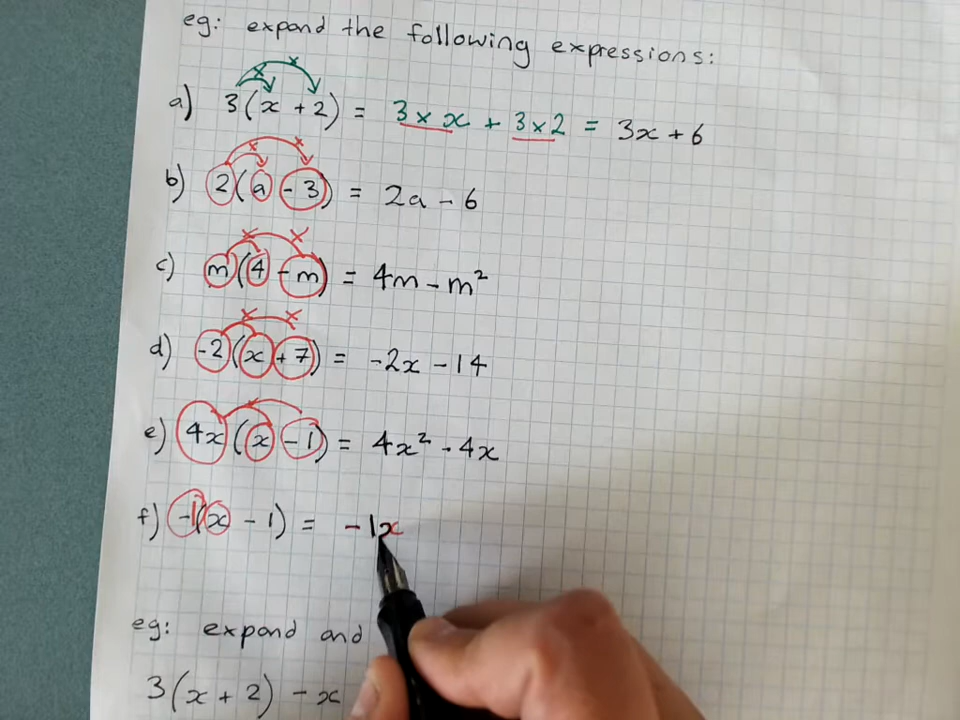 eg: expand the following expressions:
a) 3(x + 2) = 3 × x + 3 × 2 = 3x + 6
b) 2(a - 3) = 2a - 6
c) m(4 - m) = 4m - m²
d) -2(x + 7) = -2x - 14
e) 4x(x - 1) = 4x² - 4x
f) -1(x - 1) = -1x
eg: expand and
3(x + 2) - x